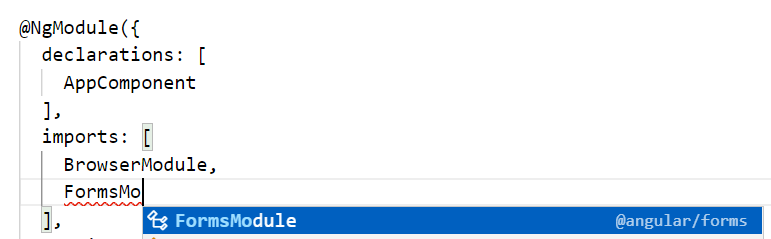 @NgModule({
declarations: [
AppComponent
],
imports: [
BrowserModule,
FormsMo
FormsModule @angular/forms
],